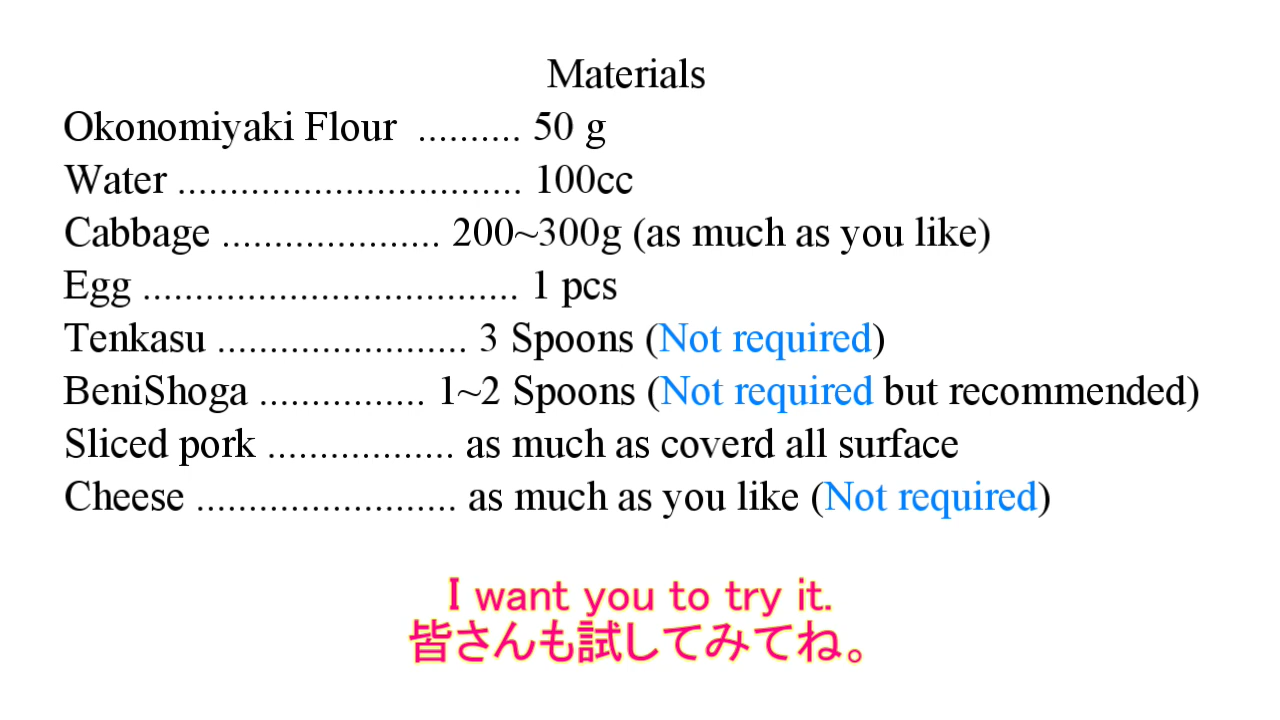 Materials
Okonomiyaki Flour .......... 50 g
Water ................................. 100cc
Cabbage ..................... 200~300g (as much as you like)
Egg .................................... 1 pcs
Tenkasu ........................ 3 Spoons (Not required)
BeniShoga ................ 1~2 Spoons (Not required but recommended)
Sliced pork .................. as much as coverd all surface
Cheese ......................... as much as you like (Not required)
I want you to try it.
皆さんも試してみてね。